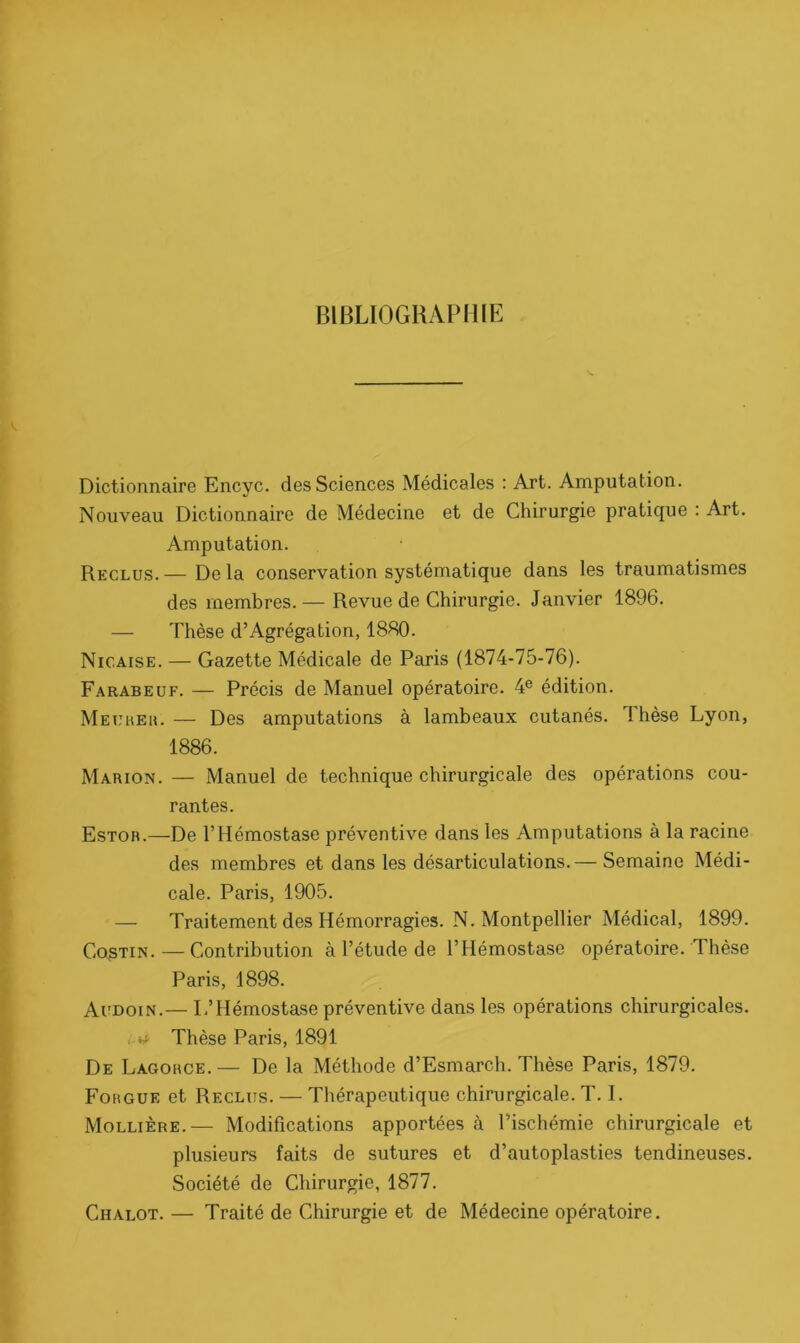 BIBLIOGRAPHIE
Dictionnaire Encyc. des Sciences Médicales : Art. Amputation.
Nouveau Dictionnaire de Médecine et de Chirurgie pratique : Art.
Amputation.
Reclus. — De la conservation systématique dans les traumatismes
des membres. — Revue de Chirurgie. Janvier 1896.
— Thèse d’Agrégation, 1880.
Nicaise. — Gazette Médicale de Paris (1874-75-76).
Farabeuf. — Précis de Manuel opératoire. 4e édition.
Meurer. — Des amputations à lambeaux cutanés. Thèse Lyon,
1886.
Marion. — Manuel de technique chirurgicale des opérations cou-
rantes.
Estor. — De l’Hémostase préventive dans les Amputations à la racine
des membres et dans les désarticulations. — Semaine Médi-
cale. Paris, 1905.
— Traitement des Hémorragies. N. Montpellier Médical, 1899.
Costin. — Contribution à l’étude de l’Hémostase opératoire. Thèse
Paris, 1898.
Audoin. — L’Hémostase préventive dans les opérations chirurgicales.
Thèse Paris, 1891
De Lagorce. — De la Méthode d’Esmarch. Thèse Paris, 1879.
Forgue et Reclus. — Thérapeutique chirurgicale. T. I.
Mollière. — Modifications apportées à l’ischémie chirurgicale et
plusieurs faits de sutures et d’autoplasties tendineuses.
Société de Chirurgie, 1877.
Chalot. — Traité de Chirurgie et de Médecine opératoire.